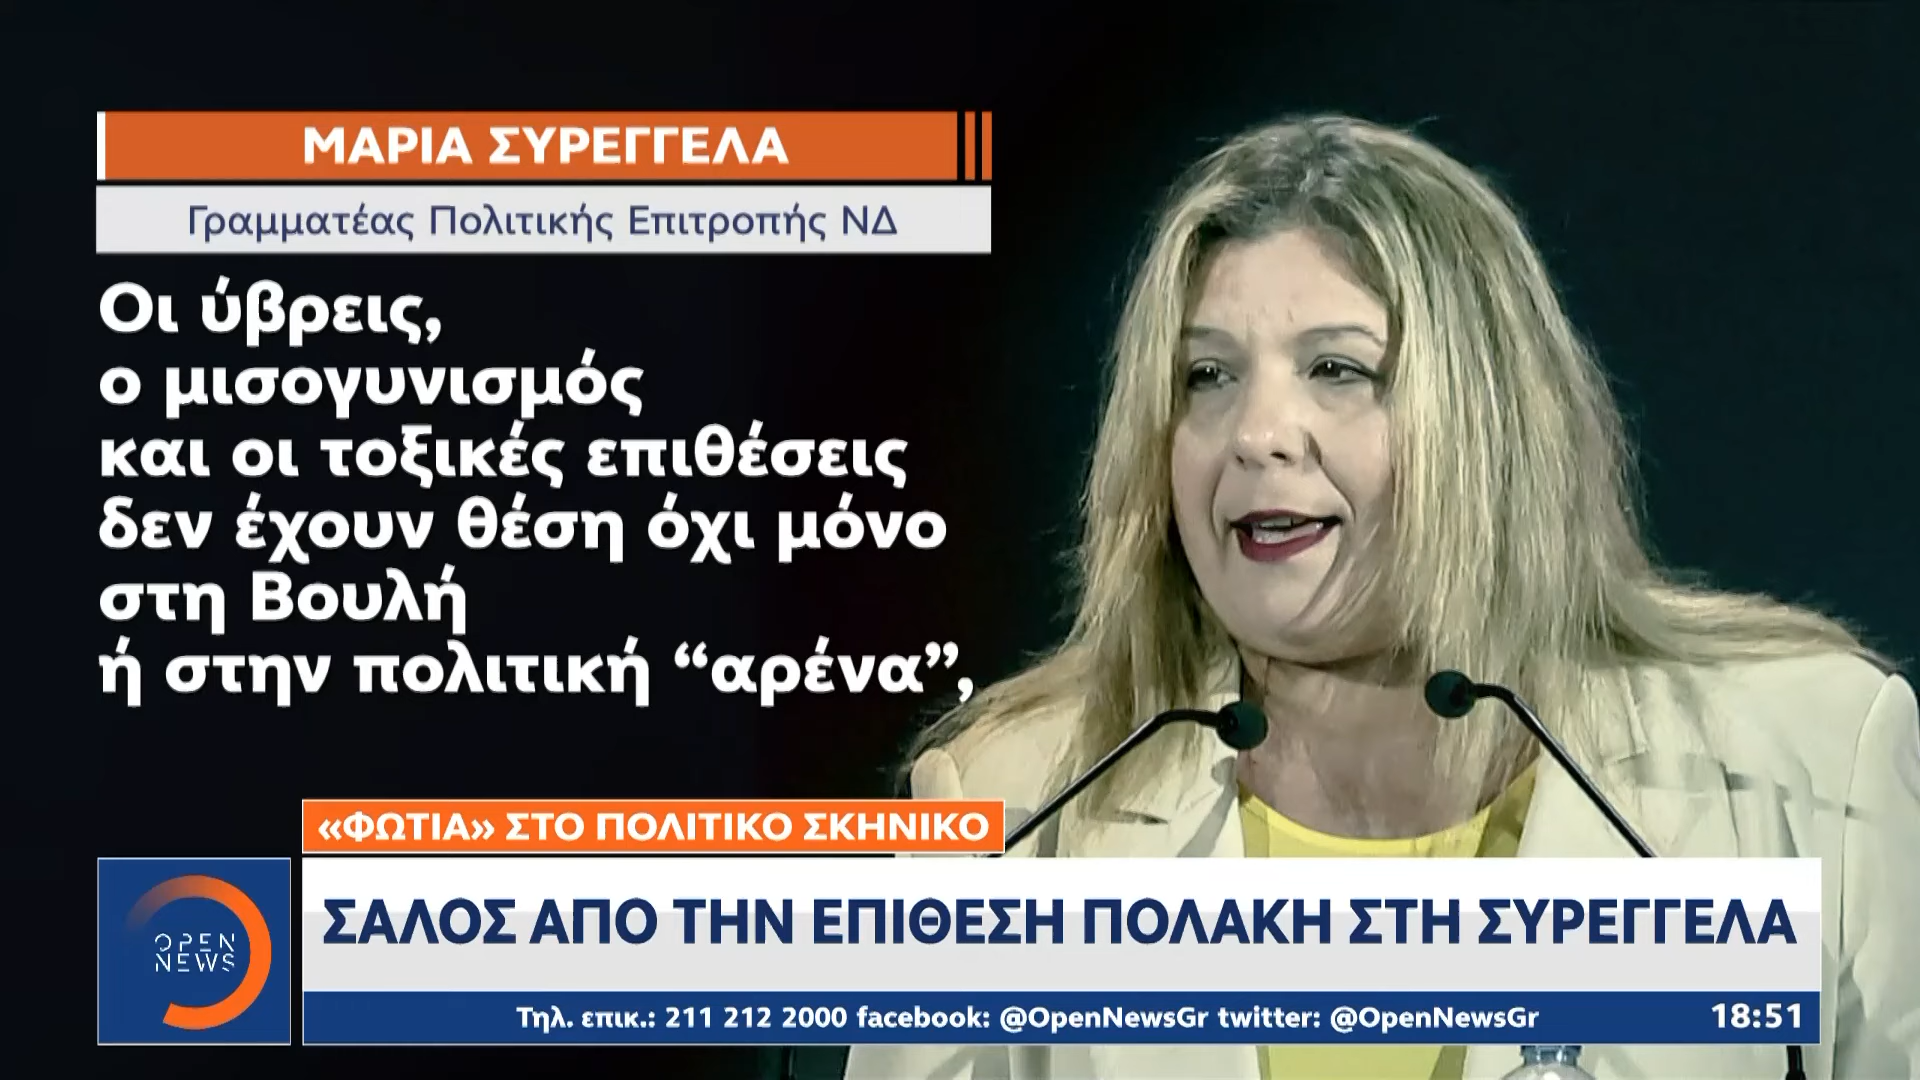 ΜΑΡΙΑ ΣΥΡΕΓΓΕΛΑ
Γραμματέας Πολιτικής Επιτροπής ΝΔ
Οι ύβρεις,
ο μισογυνισμός
και οι τοξικές επιθέσεις
δεν έχουν θέση όχι μόνο
στη Βουλή
ή στην πολιτική “αρένα”,
«ΦΩΤΙΑ» ΣΤΟ ΠΟΛΙΤΙΚΟ ΣΚΗΝΙΚΟ
ΣΑΛΟΣ ΑΠΟ ΤΗΝ ΕΠΙΘΕΣΗ ΠΟΛΑΚΗ ΣΤΗ ΣΥΡΕΓΓΕΛΑ
OPEN
NEWS
Τηλ. επικ.: 211 212 2000 facebook: @OpenNewsGr twitter: @OpenNewsGr
18:51